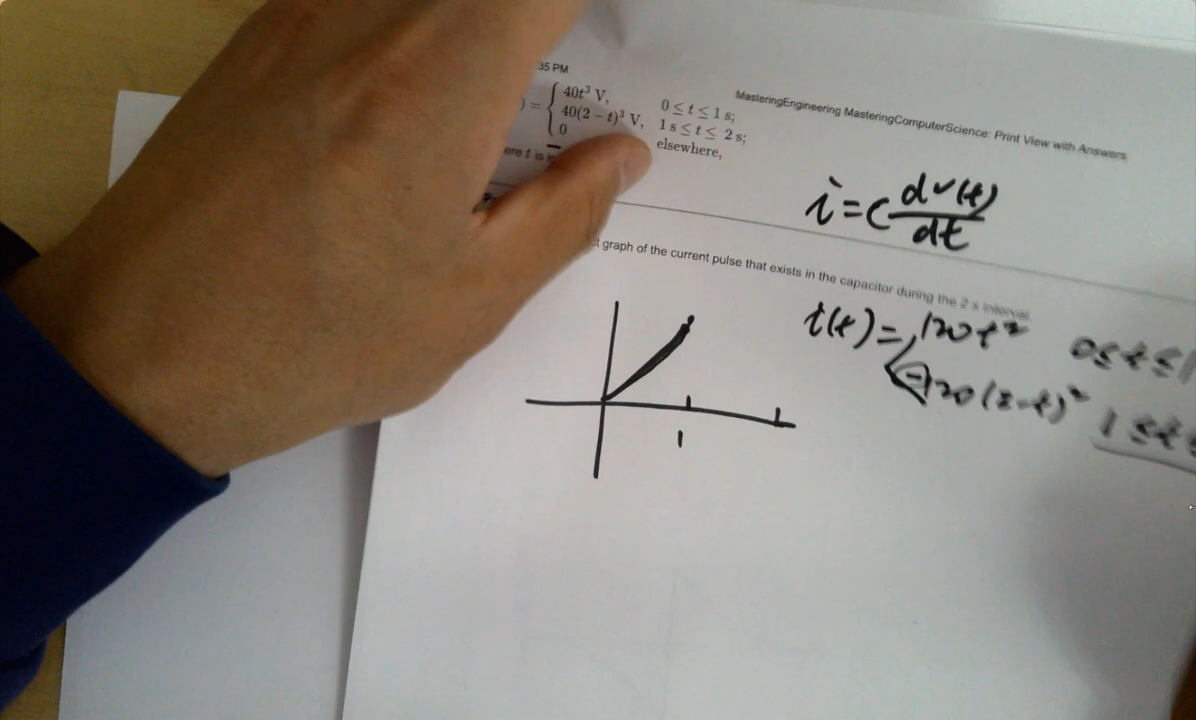 35 PM
MasteringEngineering MasteringComputerScience: Print View with Answers
) = { 40t³ V, 0 ≤ t ≤ 1 s;
40(2 − t)³ V, 1 s ≤ t ≤ 2 s;
0 elsewhere,
ere t is
i = C dv(t)/dt
ct graph of the current pulse that exists in the capacitor during the 2 s interval.
i(t) = 120t² 0≤t≤1
-120(2-t)² 1≤t≤
1